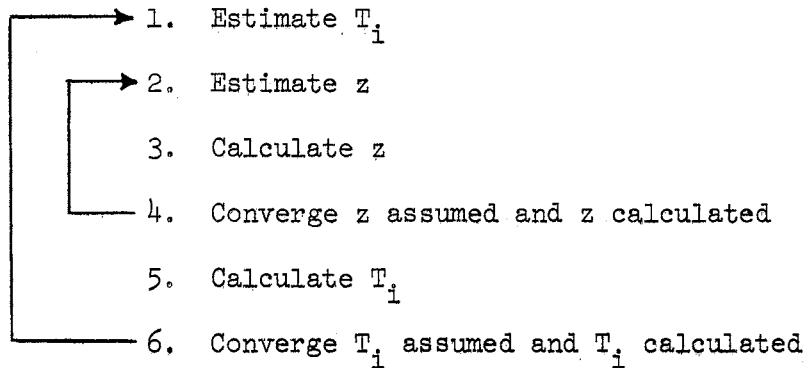 1. Estimate T_i
2. Estimate z
3. Calculate z
4. Converge z assumed and z calculated
5. Calculate T_i
6. Converge T_i assumed and T_i calculated